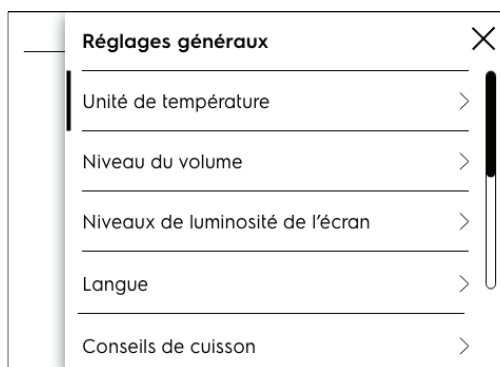 Réglages généraux
Unité de température
Niveau du volume
Niveaux de luminosité de l'écran
Langue
Conseils de cuisson